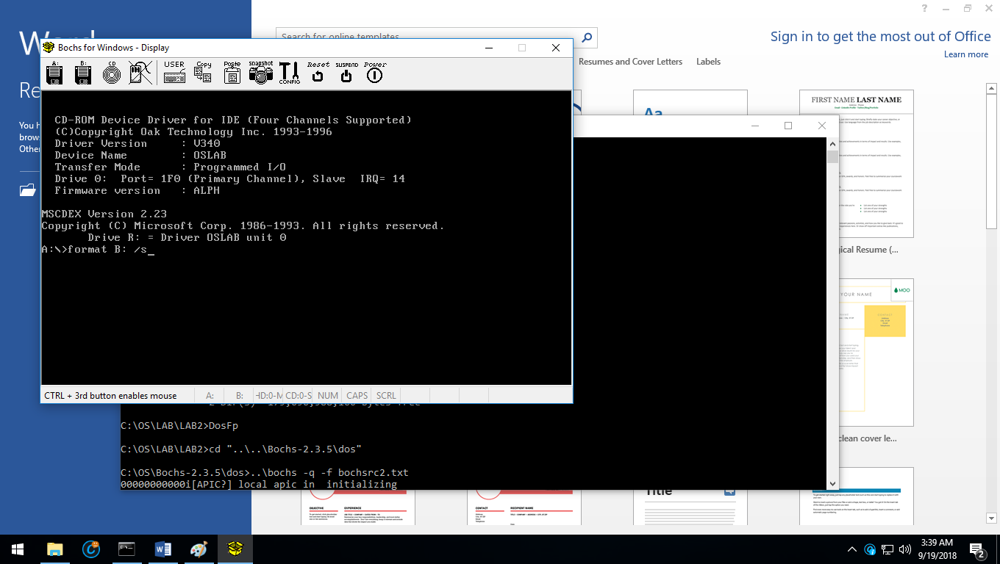 Word
Search for online templates
Sign in to get the most out of Office
Learn more
Resumes and Cover Letters
Labels
Re
You h
brows
Other
Bochs for Windows - Display
A:
B:
CD
USER
Copy
Paste
snapshot
CONFIG
Reset
SUSPEND
Power
CD-ROM Device Driver for IDE (Four Channels Supported)
(C)Copyright Oak Technology Inc. 1993-1996
Driver Version : V340
Device Name : OSLAB
Transfer Mode : Programmed I/O
Drive 0: Port= 1F0 (Primary Channel), Slave IRQ= 14
Firmware version : ALPH
MSCDEX Version 2.23
Copyright (C) Microsoft Corp. 1986-1993. All rights reserved.
Drive R: = Driver OSLAB unit 0
A:\>format B: /s_
CTRL + 3rd button enables mouse
A:
B:
HD:0-M
CD:0-S
NUM
CAPS
SCRL
C:\OS\LAB\LAB2>DosFp
C:\OS\LAB\LAB2>cd "..\..\Bochs-2.3.5\dos"
C:\OS\Bochs-2.3.5\dos>..\bochs -q -f bochsrc2.txt
00000000000i[APIC?] local apic in initializing
Aa
FIRST NAME LAST NAME
gical Resume (...
YOUR NAME
MOO
clean cover le...
OBJECTIVE
EXPERIENCE
CONTACT
RECIPIENT NAME
Title
3:39 AM
9/19/2018
2